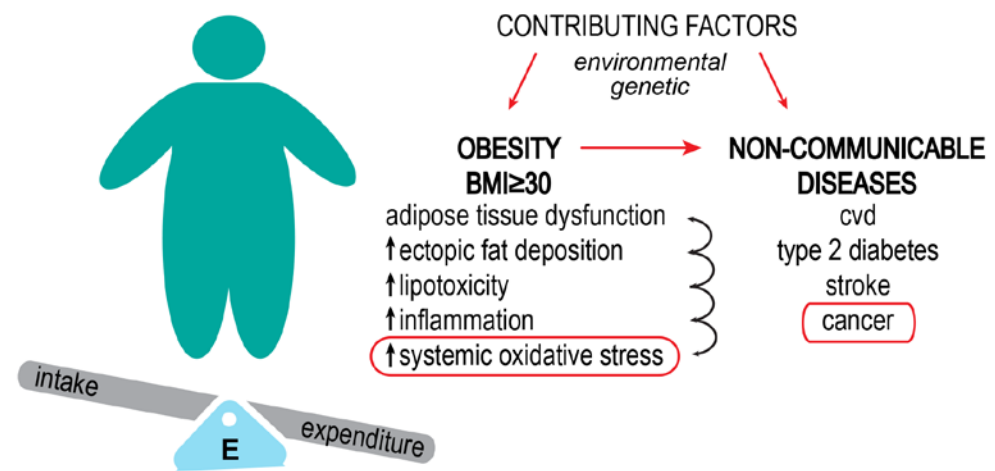 CONTRIBUTING FACTORS
environmental
genetic
OBESITY
BMI≥30
adipose tissue dysfunction
↑ectopic fat deposition
↑lipotoxicity
↑inflammation
↑systemic oxidative stress
NON-COMMUNICABLE
DISEASES
cvd
type 2 diabetes
stroke
cancer
intake
expenditure
E